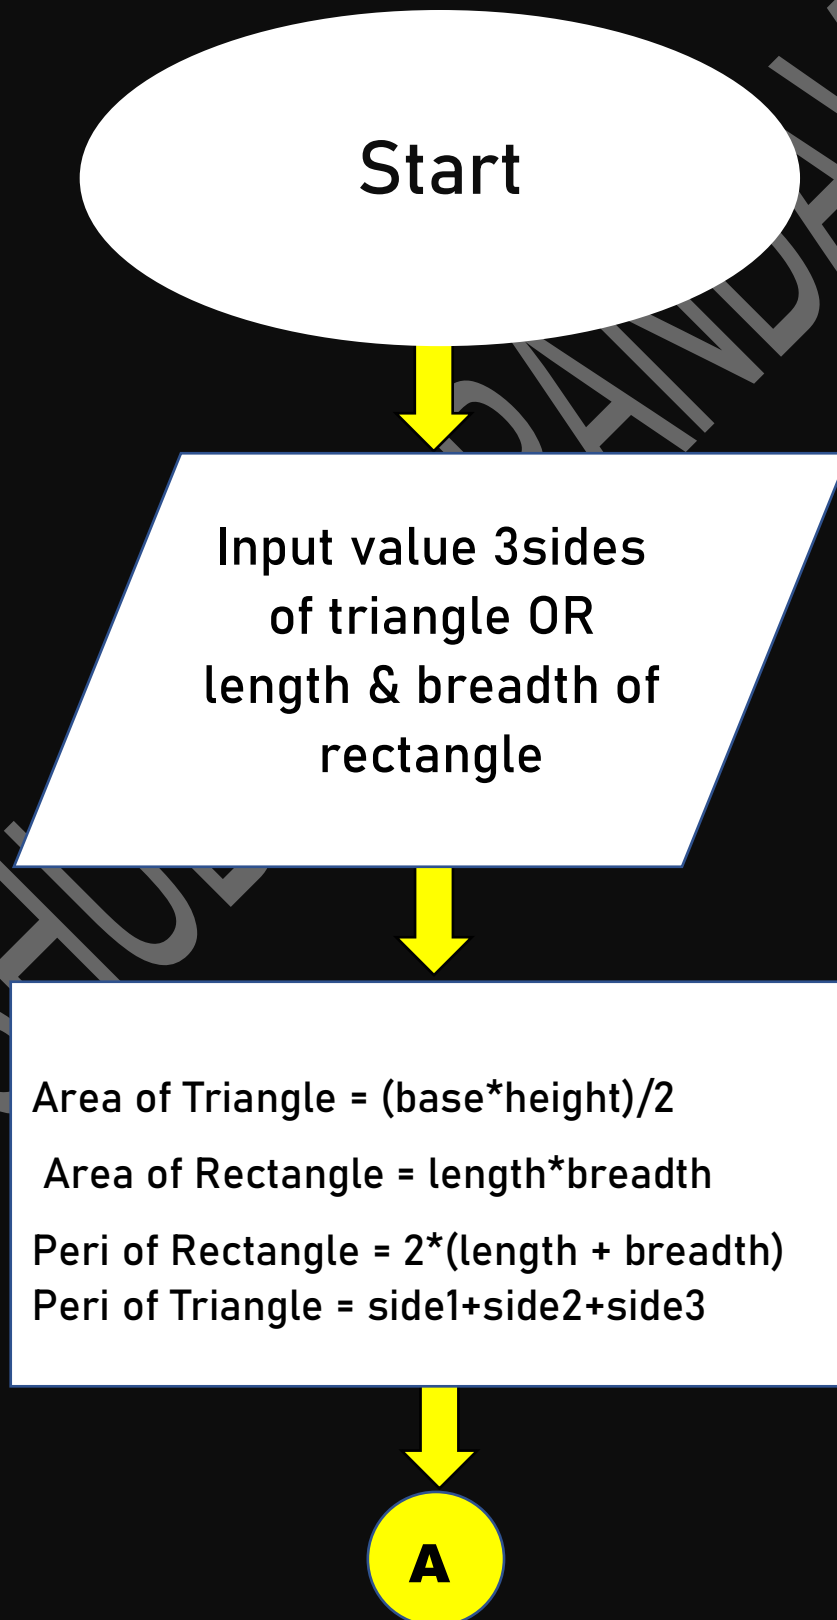 Start
Input value 3sides
of triangle OR
length & breadth of
rectangle
Area of Triangle = (base*height)/2
Area of Rectangle = length*breadth
Peri of Rectangle = 2*(length + breadth)
Peri of Triangle = side1+side2+side3
A